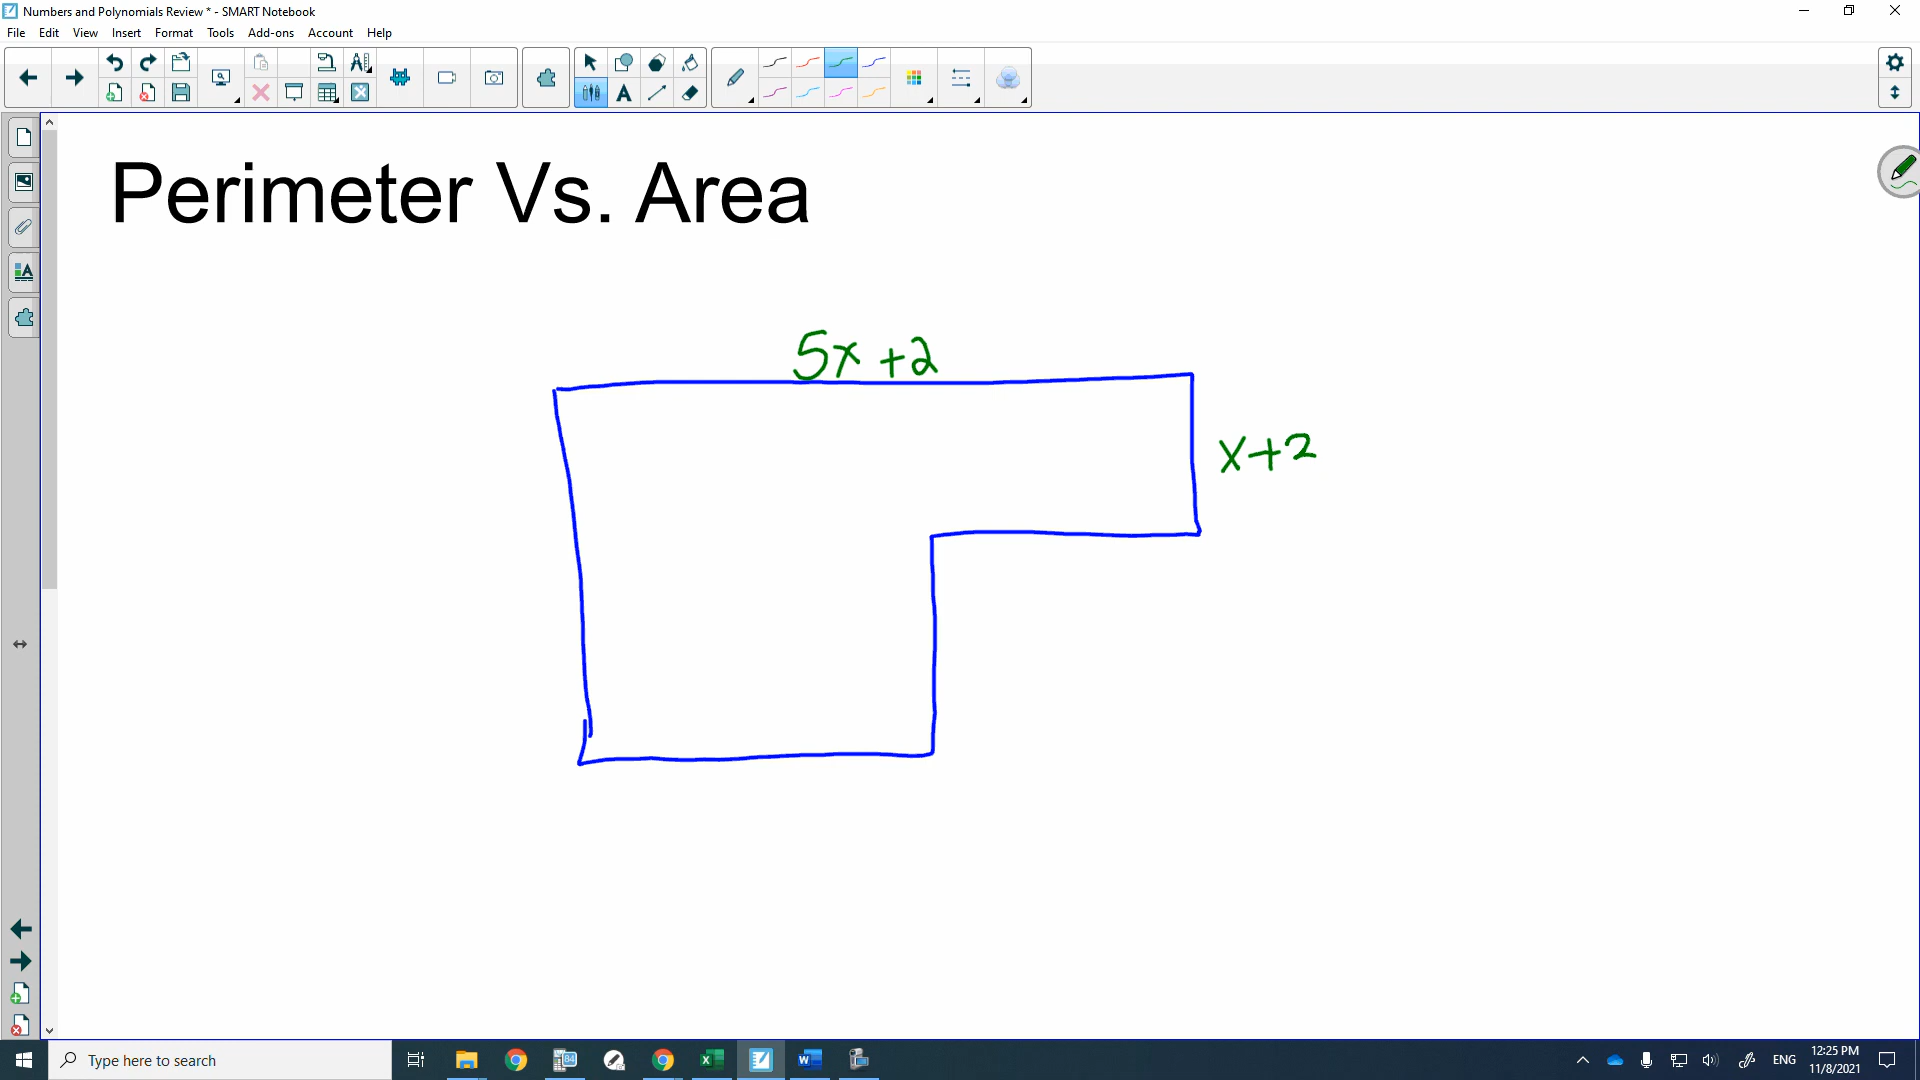 Numbers and Polynomials Review * - SMART Notebook
File Edit View Insert Format Tools Add-ons Account Help
Perimeter Vs. Area
5x +2
x+2
Type here to search
84
ENG
12:25 PM
11/8/2021